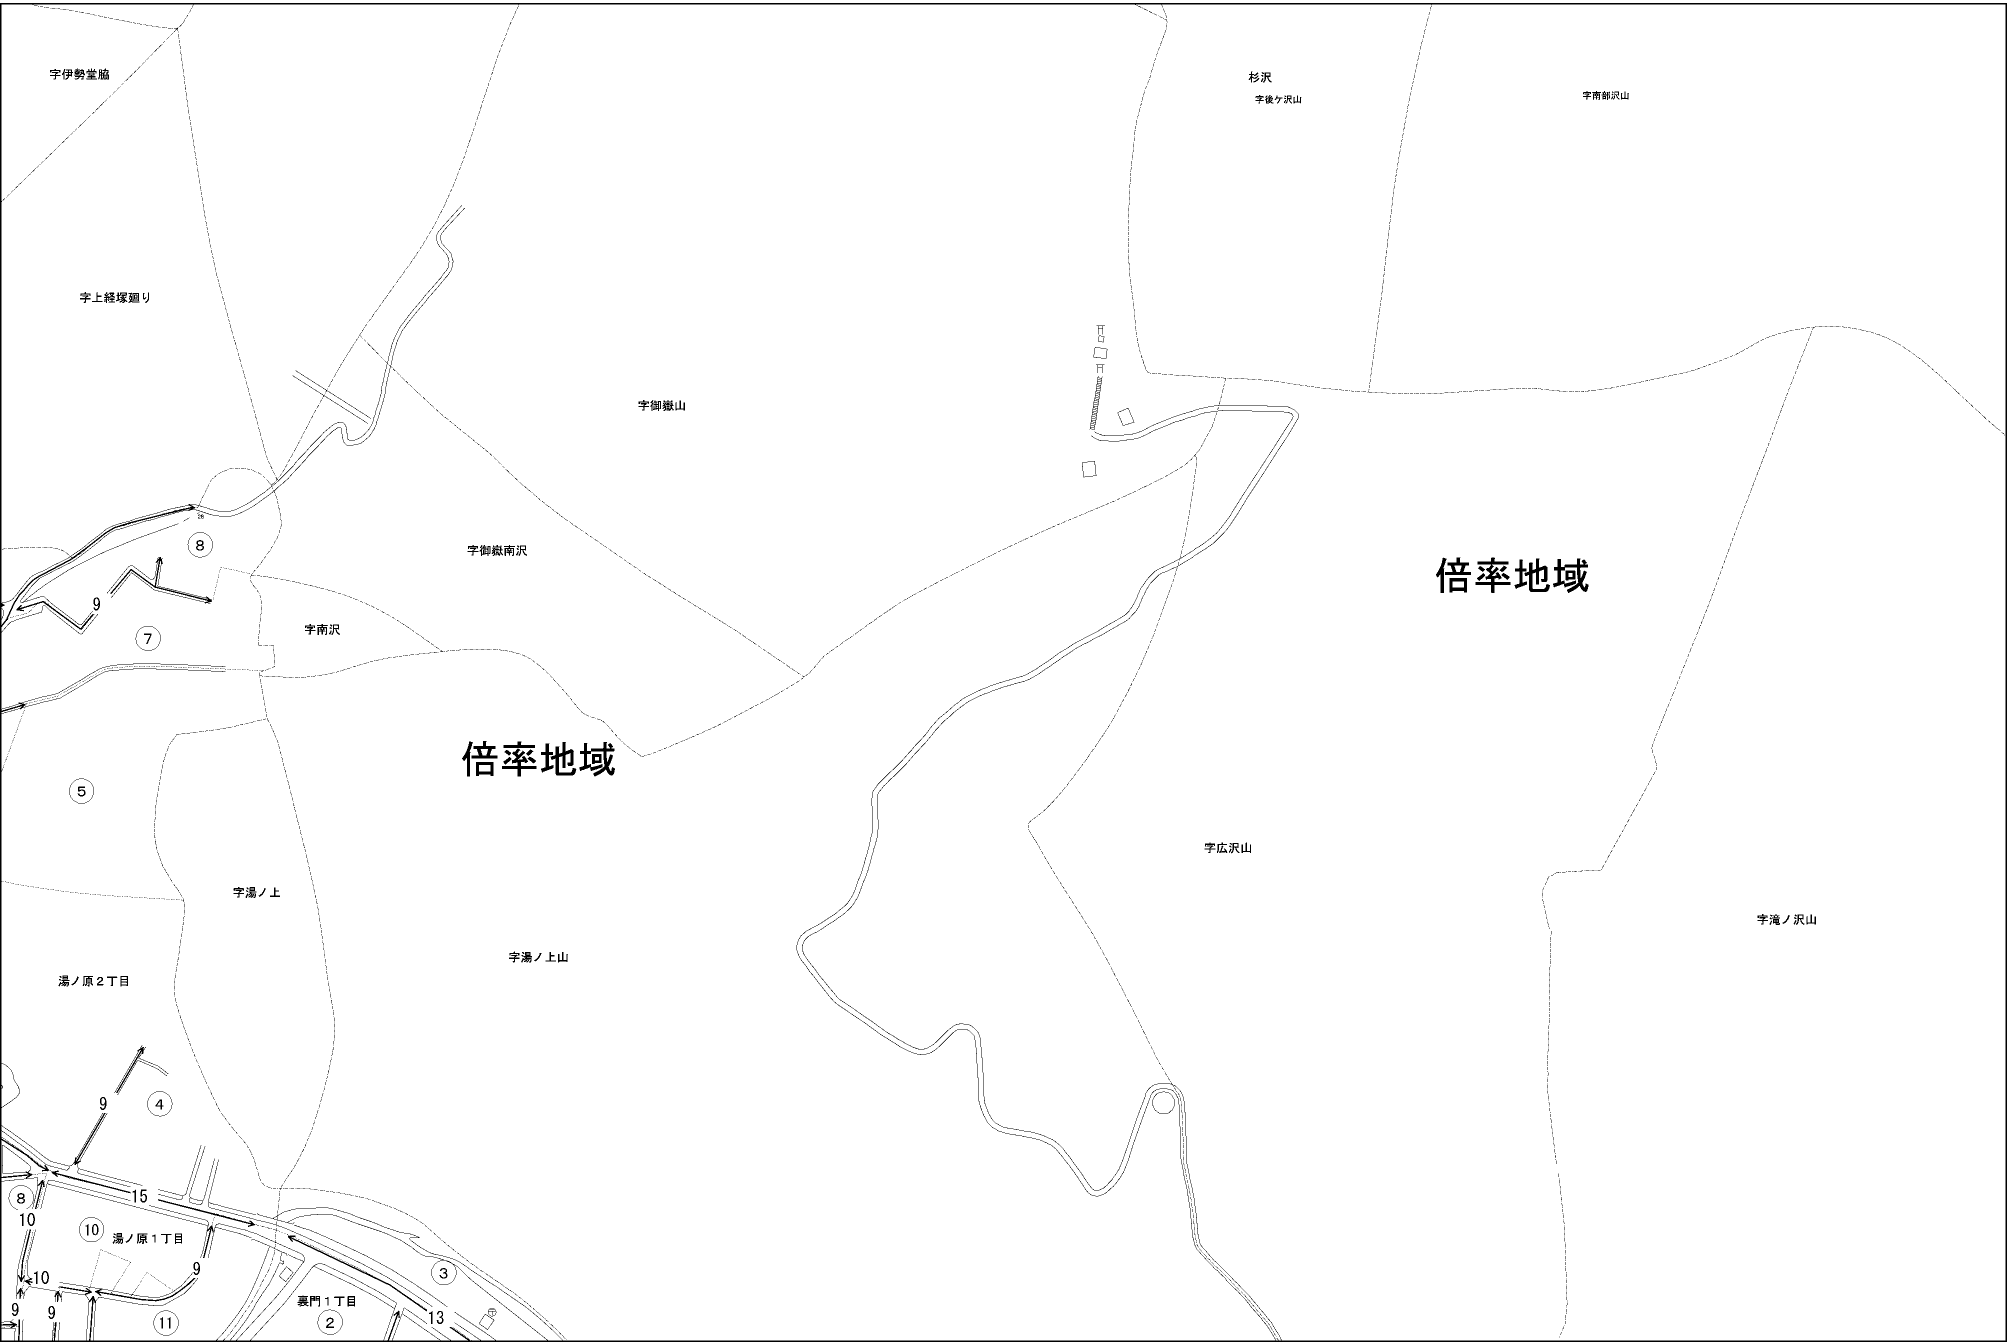 字伊勢堂脇
杉沢
字後ケ沢山
字南部沢山
字上経塚廻り
字御嶽山
28
8
字御嶽南沢
倍率地域
9
7
字南沢
倍率地域
5
字広沢山
字湯ノ上
字滝ノ沢山
字湯ノ上山
湯ノ原2丁目
9
4
15
8
10
10
湯ノ原1丁目
9
3
10
裏門1丁目
9
9
13
11
2